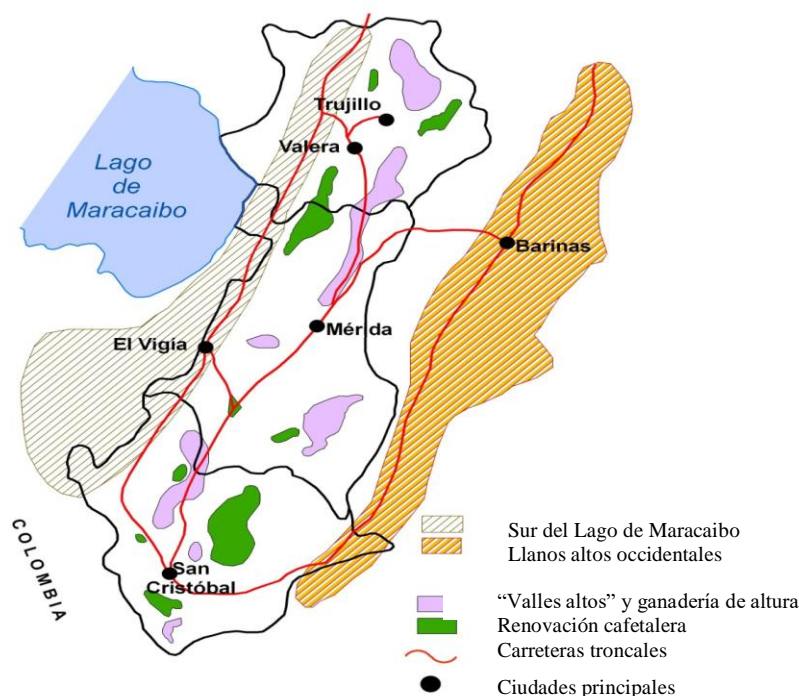 Trujillo
Valera
Lago
de
Maracaibo
Barinas
El Vigía
Mérida
COLOMBIA
San
Cristóbal
Sur del Lago de Maracaibo
Llanos altos occidentales
“Valles altos” y ganadería de altura
Renovación cafetalera
Carreteras troncales
Ciudades principales